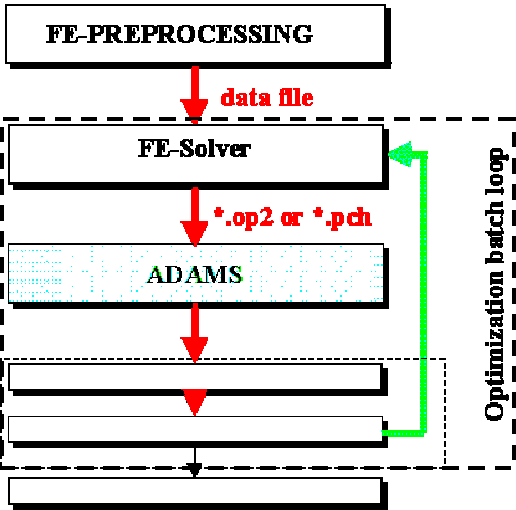 FE-PREPROCESSING
data file
FE-Solver
*.op2 or *.pch
ADAMS
Optimization batch loop